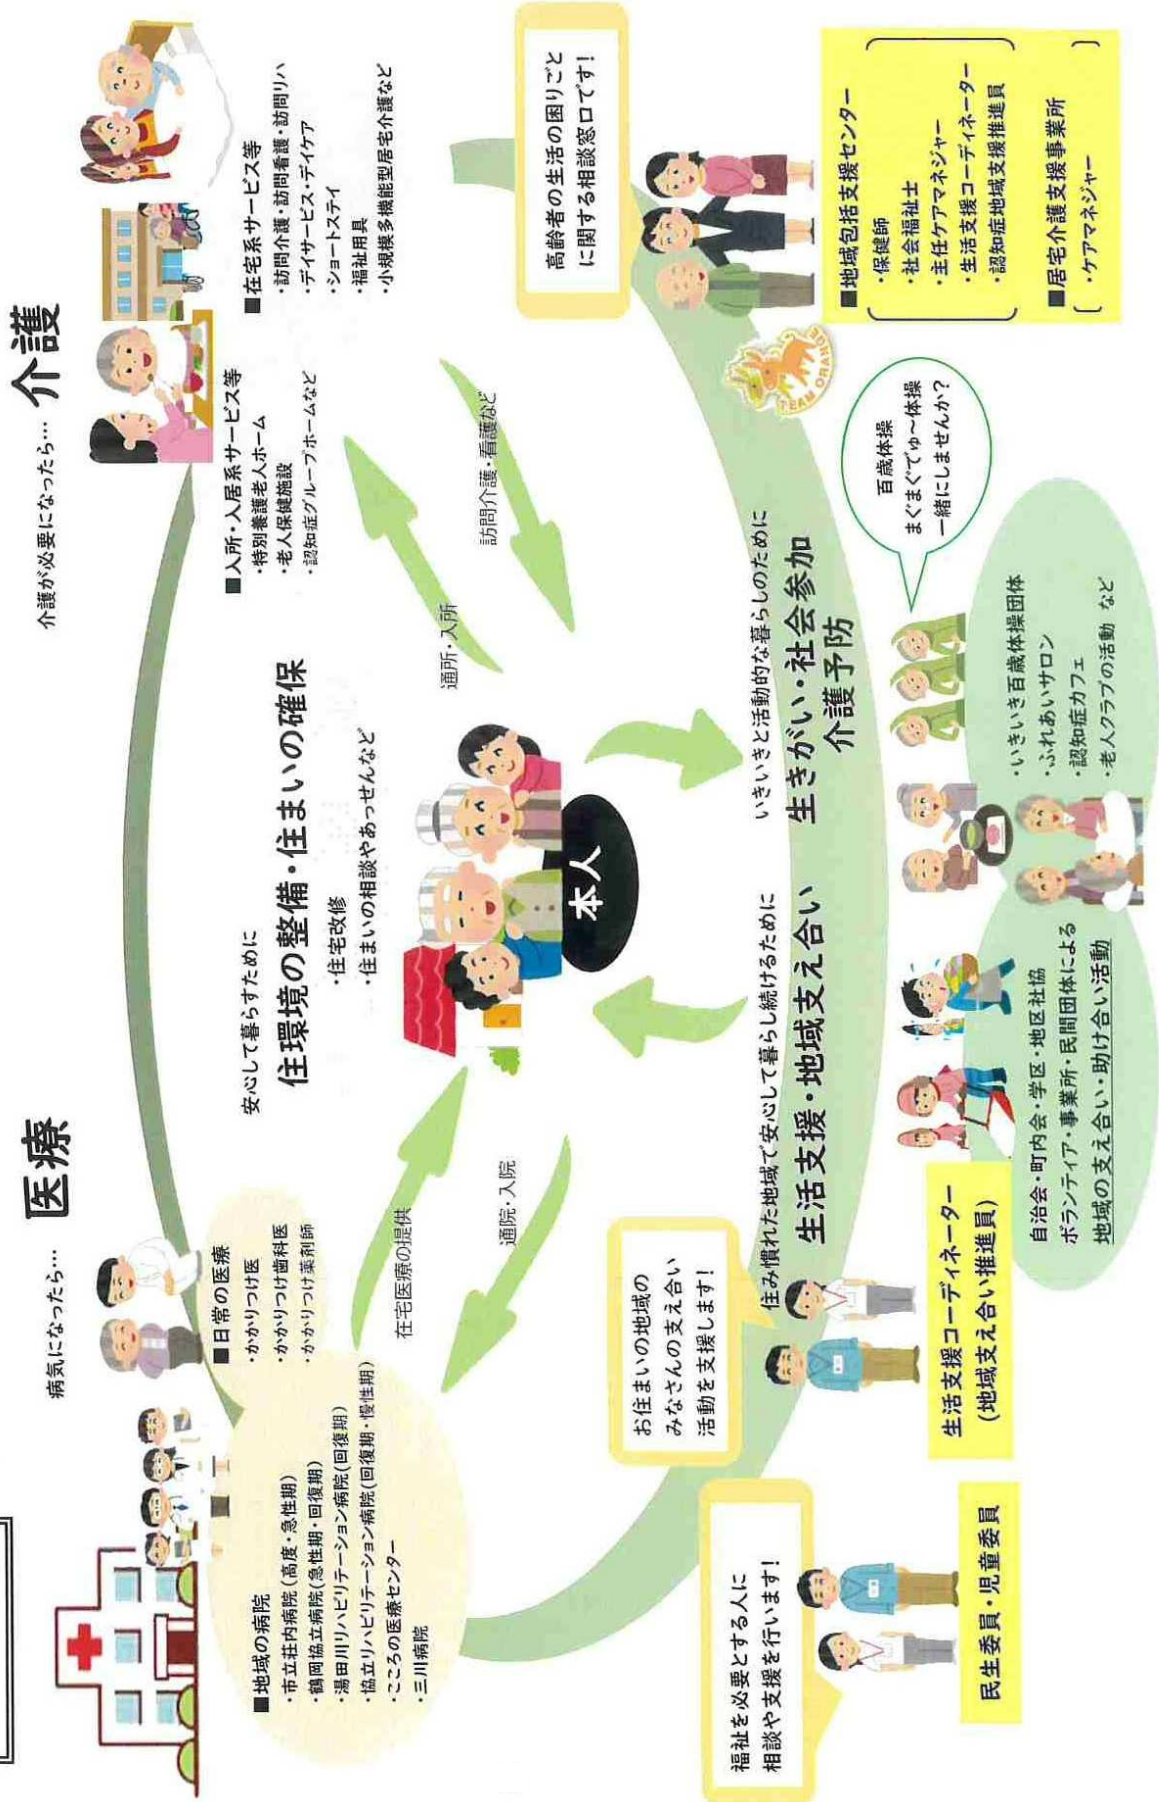 医療
病気になったら…
■地域の病院
・市立荘内病院(高度・急性期)
・鶴岡協立病院(急性期・回復期)
・湯田川リハビリテーション病院(回復期)
・協立リハビリテーション病院(回復期・慢性期)
・こころの医療センター
・三川病院
■日常の医療
・かかりつけ医
・かかりつけ歯科医
・かかりつけ薬剤師
介護が必要になったら… 介護
■入所・入居系サービス等
・特別養護老人ホーム
・老人保健施設
・認知症グループホームなど
■在宅系サービス等
・訪問介護・訪問看護・訪問リハ
・デイサービス・デイケア
・ショートステイ
・福祉用具
・小規模多機能型居宅介護など
安心して暮らすために
住環境の整備・住まいの確保
・住宅改修
・住まいの相談やあっせんなど
在宅医療の提供
通院・入院
通所・入所
訪問介護・看護など
本人
住み慣れた地域で安心して暮らし続けるために
生活支援・地域支え合い
いきいきと活動的な暮らしのために
生きがい・社会参加
介護予防
福祉を必要とする人に
相談や支援を行います!
民生委員・児童委員
お住まいの地域の
みなさんの支え合い
活動を支援します!
生活支援コーディネーター
(地域支え合い推進員)
自治会・町内会・学区・地区社協
ボランティア・事業所・民間団体による
地域の支え合い・助け合い活動
・いきいき百歳体操団体
・ふれあいサロン
・認知症カフェ
・老人クラブの活動 など
百歳体操
まぐまぐでゅ～体操
一緒にしませんか?
TEAM ORANGE
高齢者の生活の困りごと
に関する相談窓口です!
■地域包括支援センター
・保健師
・社会福祉士
・主任ケアマネジャー
・生活支援コーディネーター
・認知症地域支援推進員
■居宅介護支援事業所
・ケアマネジャー